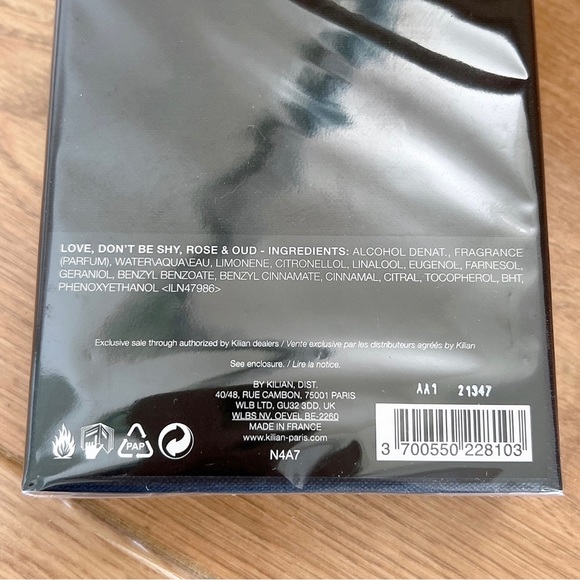 LOVE, DON'T BE SHY, ROSE & OUD - INGREDIENTS: ALCOHOL DENAT., FRAGRANCE
(PARFUM), WATER\AQUA\EAU, LIMONENE, CITRONELLOL, LINALOOL, EUGENOL, FARNESOL,
GERANIOL, BENZYL BENZOATE, BENZYL CINNAMATE, CINNAMAL, CITRAL, TOCOPHEROL, BHT,
PHENOXYETHANOL <ILN47986>
Exclusive sale through authorized by Kilian dealers / Vente exclusive par les distributeurs agréés by Kilian
See enclosure. / Lire la notice.
BY KILIAN, DIST.
40/48, RUE CAMBON, 75001 PARIS
WLB LTD, GU32 3DD, UK
WLBS NV, OEVEL BE-2260
MADE IN FRANCE
www.kilian-paris.com
N4A7
PAP
AA1 21347
3 700550 228103